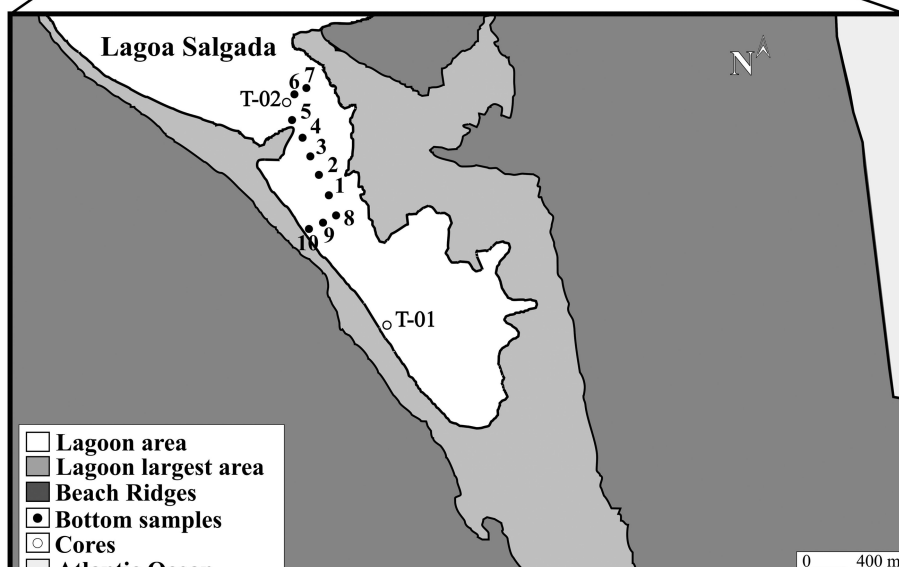 Lagoa Salgada
N
7
6
T-02
5
4
3
2
1
8
9
10
T-01
Lagoon area
Lagoon largest area
Beach Ridges
Bottom samples
Cores
Atlantic Ocean
0 400 m